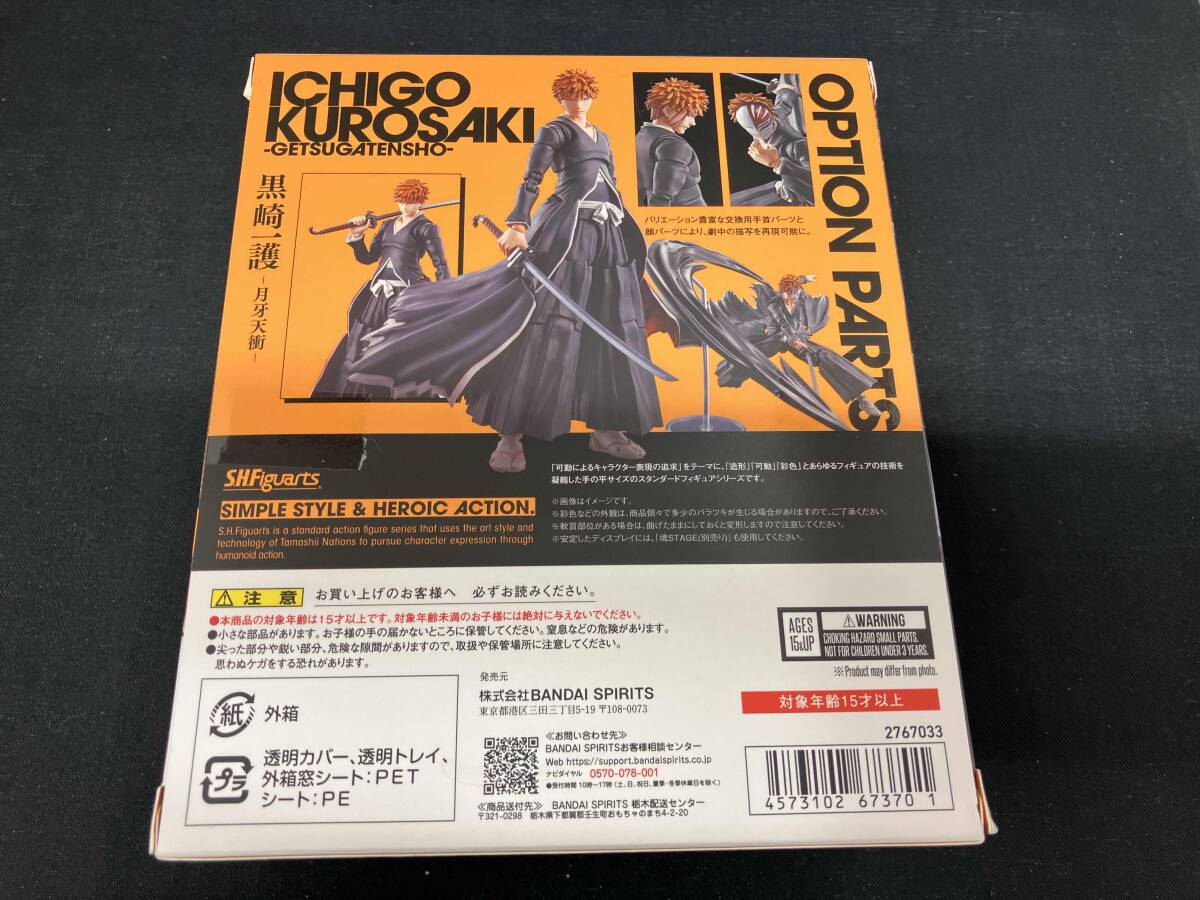 ICHIGO
KUROSAKI
-GETSUGATENSHO-
黒崎一護
－月牙天衝－
OPTION PARTS
バリエーション豊富な交換用手首パーツと
顔パーツにより、劇中の描写を再現可能に。
S.H.Figuarts
SIMPLE STYLE & HEROIC ACTION.
S.H.Figuarts is a standard action figure series that uses the art style and
technology of Tamashii Nations to pursue character expression through
humanoid action.
「可動によるキャラクター表現の追求」をテーマに、「造形」「可動」「彩色」とあらゆるフィギュアの技術を
凝縮した手の平サイズのスタンダードフィギュアシリーズです。
※画像はイメージです。
※彩色などの外観は、商品個々で多少のバラツキが生じる場合がありますので、ご了承ください。
※軟質部位がある場合は、曲げたままにしておくと変形しますので注意してください。
※安定したディスプレイには、「魂STAGE(別売り)」も使用してください。
注意 お買い上げのお客様へ 必ずお読みください。
●本商品の対象年齢は15才以上です。対象年齢未満のお子様には絶対に与えないでください。
●小さな部品があります。お子様の手の届かないところに保管してください。窒息などの危険があります。
●尖った部分や鋭い部分、危険な隙間がありますので、取扱や保管場所に注意してください。
思わぬケガをする恐れがあります。
AGES
15&UP
WARNING
CHOKING HAZARD SMALL PARTS.
NOT FOR CHILDREN UNDER 3 YEARS.
※Product may differ from photo.
紙 外箱
プラ 透明カバー、透明トレイ、
外箱窓シート：PET
シート：PE
発売元
株式会社BANDAI SPIRITS
東京都港区三田三丁目5-19 〒108-0073
≪お問い合わせ先≫
BANDAI SPIRITSお客様相談センター
Web https://support.bandaispirits.co.jp
ナビダイヤル 0570-078-001
●受付時間 10時～17時 (土、日、祝日、夏季・冬季休業日を除く)
≪商品送付先≫ BANDAI SPIRITS 栃木配送センター
〒321-0298 栃木県下都賀郡壬生町おもちゃのまち4-2-20
対象年齢15才以上
2767033
4573102 673701